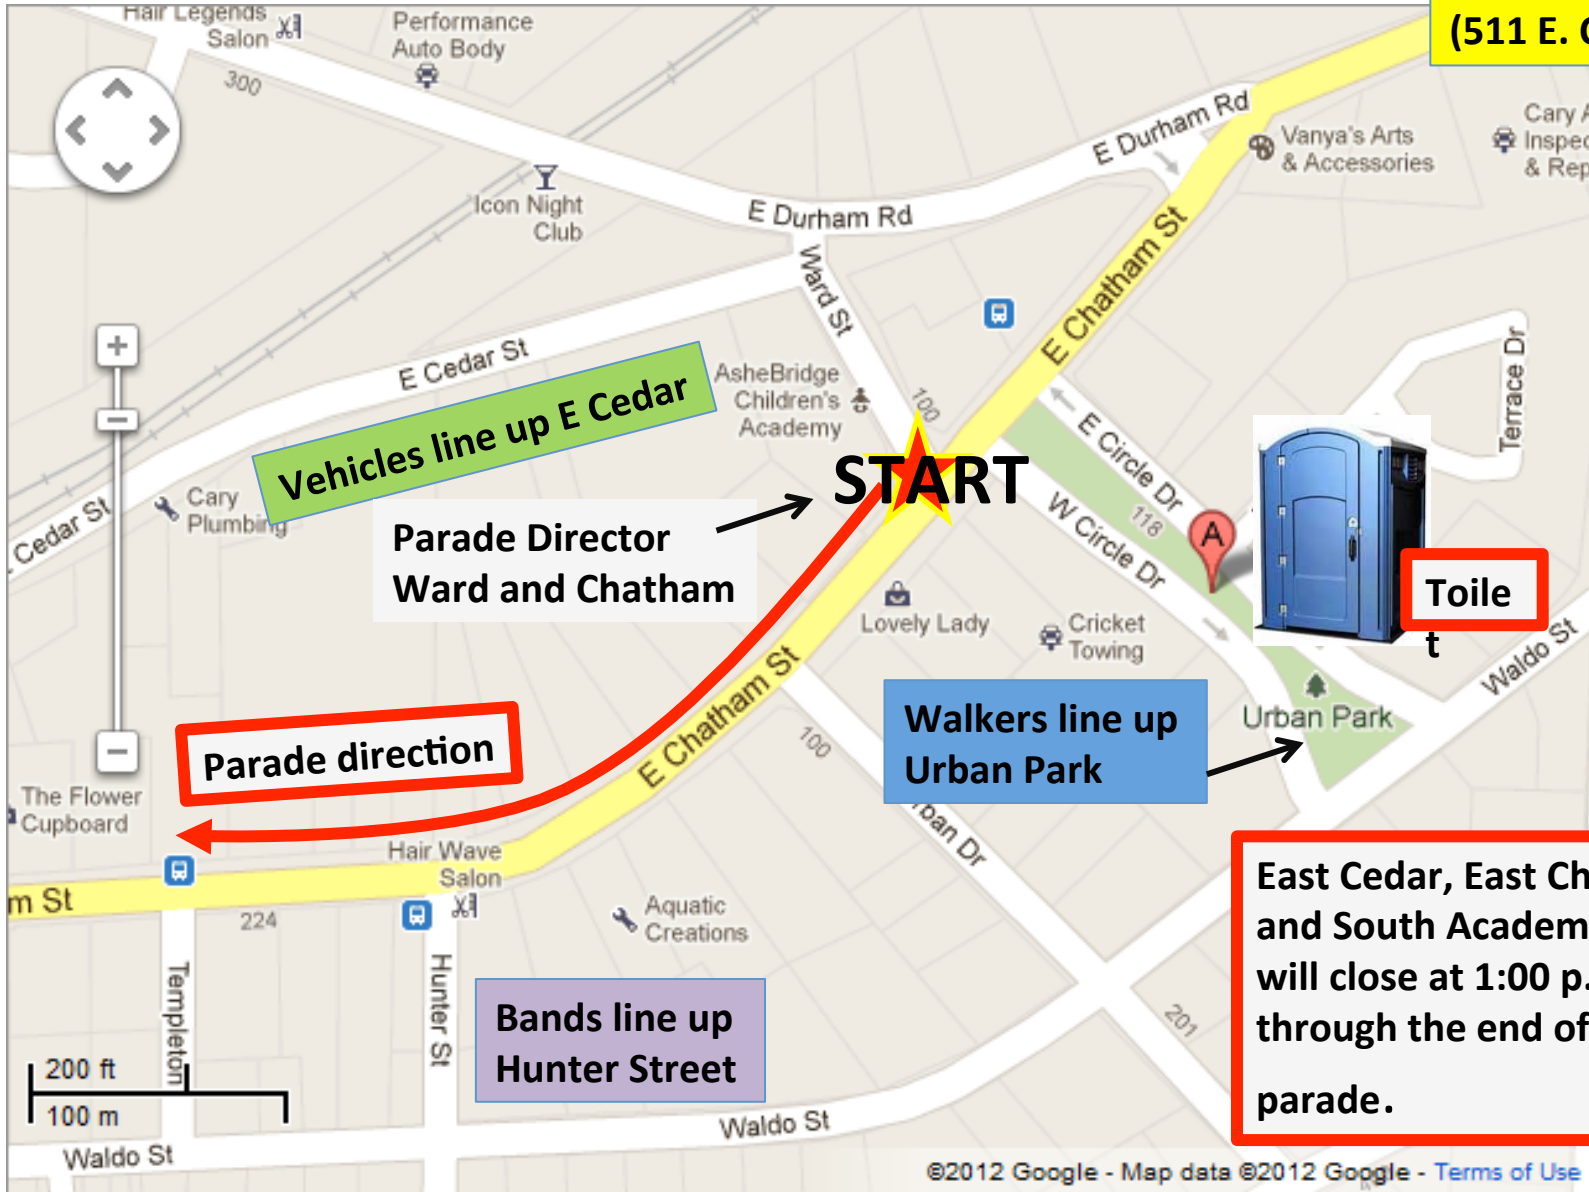 Hair Legends
Salon
Performance
Auto Body
(511 E.
300
E Durham Rd
Vanya's Arts
& Accessories
Cary
Inspec
& Rep
Icon Night
Club
E Durham Rd
Ward St
E Chatham St
Terrace Dr
E Cedar St
AsheBridge
Children's
Academy
100
Vehicles line up E Cedar
E Circle Dr
START
118
A
W Circle Dr
Cary
Plumbing
Cedar St
Parade Director
Ward and Chatham
Toile
t
Lovely Lady
Cricket
Towing
Waldo St
E Chatham St
Walkers line up
Urban Park
Urban Park
100
Parade direction
The Flower
Cupboard
rban Dr
Hair Wave
Salon
m St
224
Aquatic
Creations
East Cedar, East Ch
and South Academ
will close at 1:00 p.
through the end of
parade.
Templeton
Hunter St
Bands line up
Hunter Street
201
200 ft
100 m
Waldo St
Waldo St
©2012 Google - Map data ©2012 Google - Terms of Use